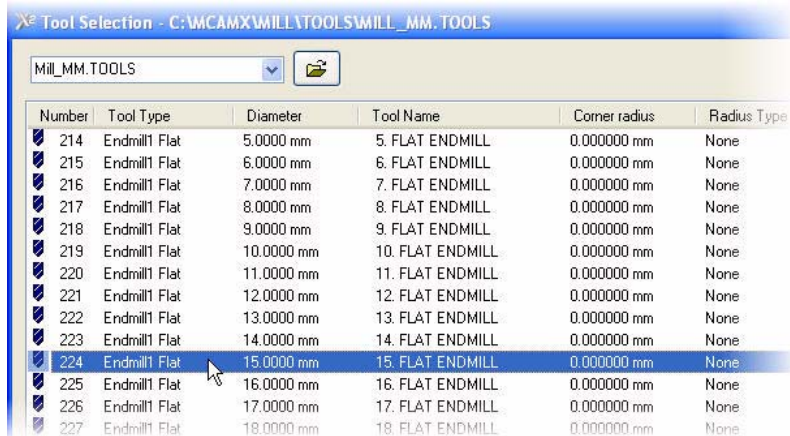 X² Tool Selection - C:\MCAMX\MILL\TOOLS\MILL_MM.TOOLS
Mill_MM.TOOLS
Number Tool Type Diameter Tool Name Corner radius Radius Type
214 Endmill1 Flat 5.0000 mm 5. FLAT ENDMILL 0.000000 mm None
215 Endmill1 Flat 6.0000 mm 6. FLAT ENDMILL 0.000000 mm None
216 Endmill1 Flat 7.0000 mm 7. FLAT ENDMILL 0.000000 mm None
217 Endmill1 Flat 8.0000 mm 8. FLAT ENDMILL 0.000000 mm None
218 Endmill1 Flat 9.0000 mm 9. FLAT ENDMILL 0.000000 mm None
219 Endmill1 Flat 10.0000 mm 10. FLAT ENDMILL 0.000000 mm None
220 Endmill1 Flat 11.0000 mm 11. FLAT ENDMILL 0.000000 mm None
221 Endmill1 Flat 12.0000 mm 12. FLAT ENDMILL 0.000000 mm None
222 Endmill1 Flat 13.0000 mm 13. FLAT ENDMILL 0.000000 mm None
223 Endmill1 Flat 14.0000 mm 14. FLAT ENDMILL 0.000000 mm None
224 Endmill1 Flat 15.0000 mm 15. FLAT ENDMILL 0.000000 mm None
225 Endmill1 Flat 16.0000 mm 16. FLAT ENDMILL 0.000000 mm None
226 Endmill1 Flat 17.0000 mm 17. FLAT ENDMILL 0.000000 mm None
227 Endmill1 Flat 18.0000 mm 18. FLAT ENDMILL 0.000000 mm None